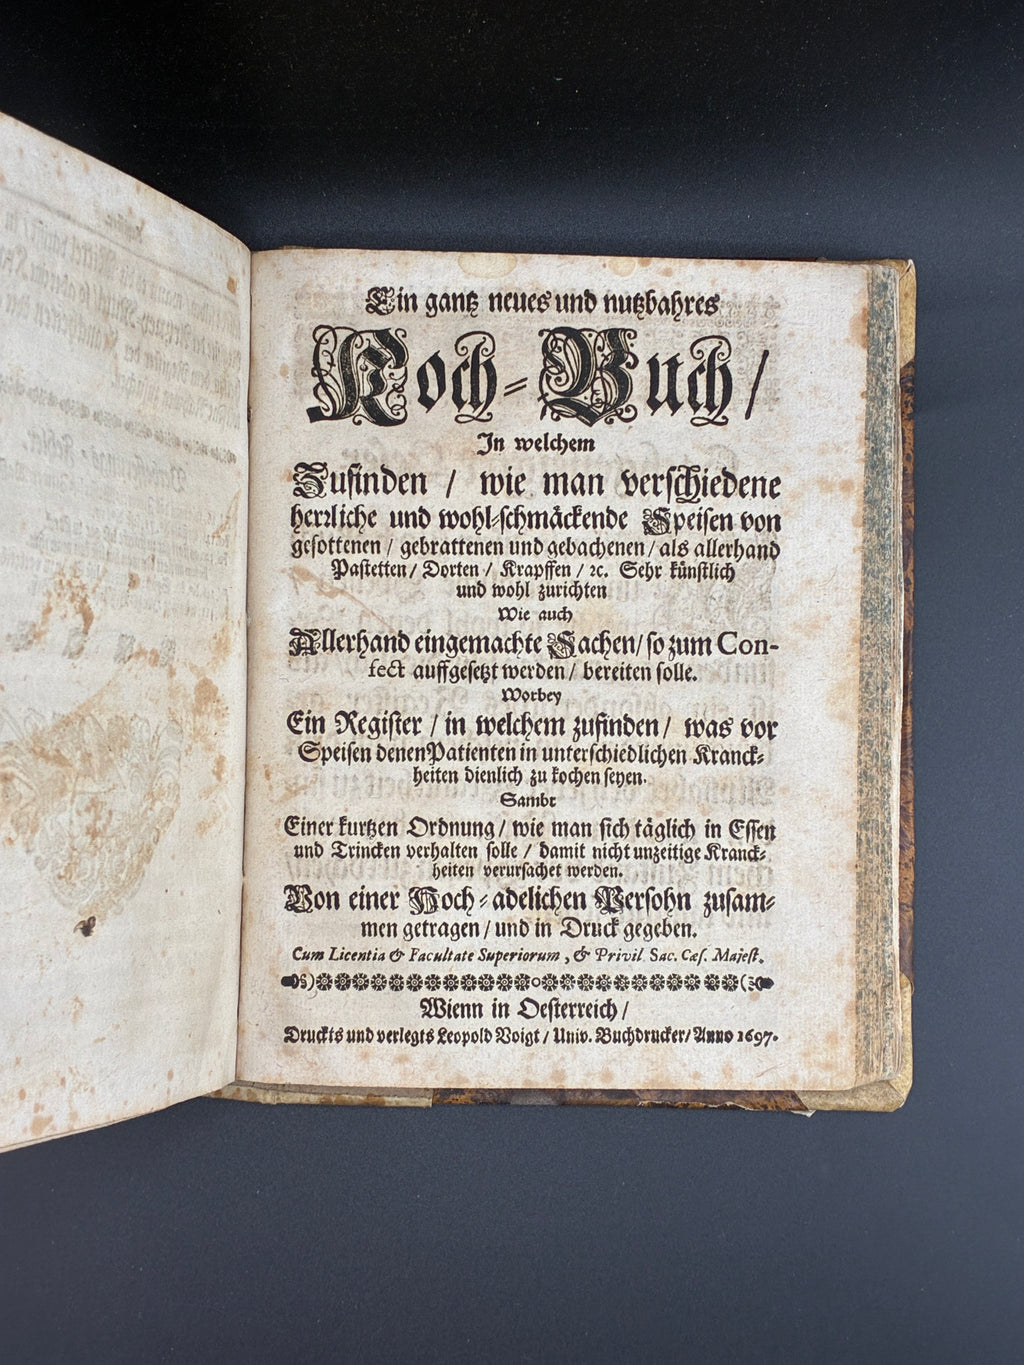 Ein gantz neues und nutzbahres
Koch-Buch /
In welchem
Zufinden / wie man verschiedene
herrliche und wohl-schmäckende Speisen von
gesottenen / gebrattenen und gebachenen / als allerhand
Pastetten / Dorten / Krapffen / ꝛc. Sehr künstlich
und wohl zurichten
Wie auch
Allerhand eingemachte Sachen / so zum Con-
fect auffgesetzt werden / bereiten solle.
Worbey
Ein Register / in welchem zufinden / was vor
Speisen denen Patienten in unterschiedlichen Kranck-
heiten dienlich zu kochen seyen.
Sambt
Einer kurtzen Ordnung / wie man sich täglich in Essen
und Trincken verhalten solle / damit nicht unzeitige Kranck-
heiten verursachet werden.
Von einer Hoch-adelichen Persohn zusam-
men getragen / und in Druck gegeben.
Cum Licentia & Facultate Superiorum, & Privil. Sac. Cæs. Majest.
Wienn in Oesterreich /
Druckts und verlegts Leopold Voigt / Univ. Buchdrucker / Anno 1697.